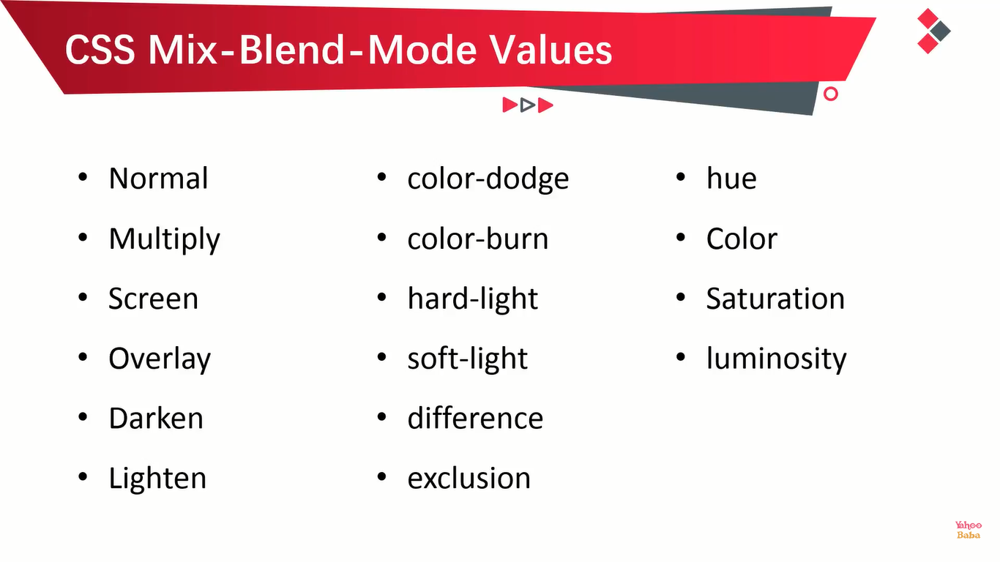 CSS Mix-Blend-Mode Values
• Normal
• Multiply
• Screen
• Overlay
• Darken
• Lighten
• color-dodge
• color-burn
• hard-light
• soft-light
• difference
• exclusion
• hue
• Color
• Saturation
• luminosity
Yahoo
Baba